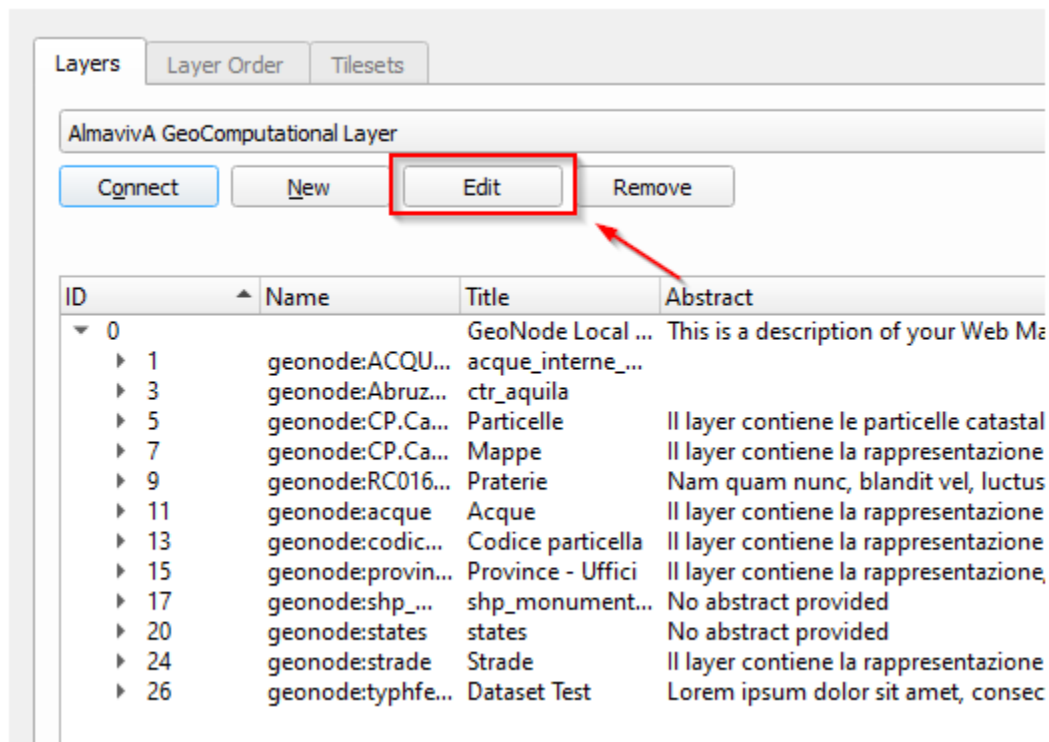 Layers Layer Order Tilesets
AlmavivA GeoComputational Layer
Connect New Edit Remove
ID Name Title Abstract
0 GeoNode Local ... This is a description of your Web Ma
1 geonode:ACQU... acque_interne_...
3 geonode:Abruz... ctr_aquila
5 geonode:CP.Ca... Particelle Il layer contiene le particelle catastal
7 geonode:CP.Ca... Mappe Il layer contiene la rappresentazione
9 geonode:RC016... Praterie Nam quam nunc, blandit vel, luctus
11 geonode:acque Acque Il layer contiene la rappresentazione
13 geonode:codic... Codice particella Il layer contiene la rappresentazione
15 geonode:provin... Province - Uffici Il layer contiene la rappresentazione,
17 geonode:shp_... shp_monument... No abstract provided
20 geonode:states states No abstract provided
24 geonode:strade Strade Il layer contiene la rappresentazione
26 geonode:typhfe... Dataset Test Lorem ipsum dolor sit amet, consec